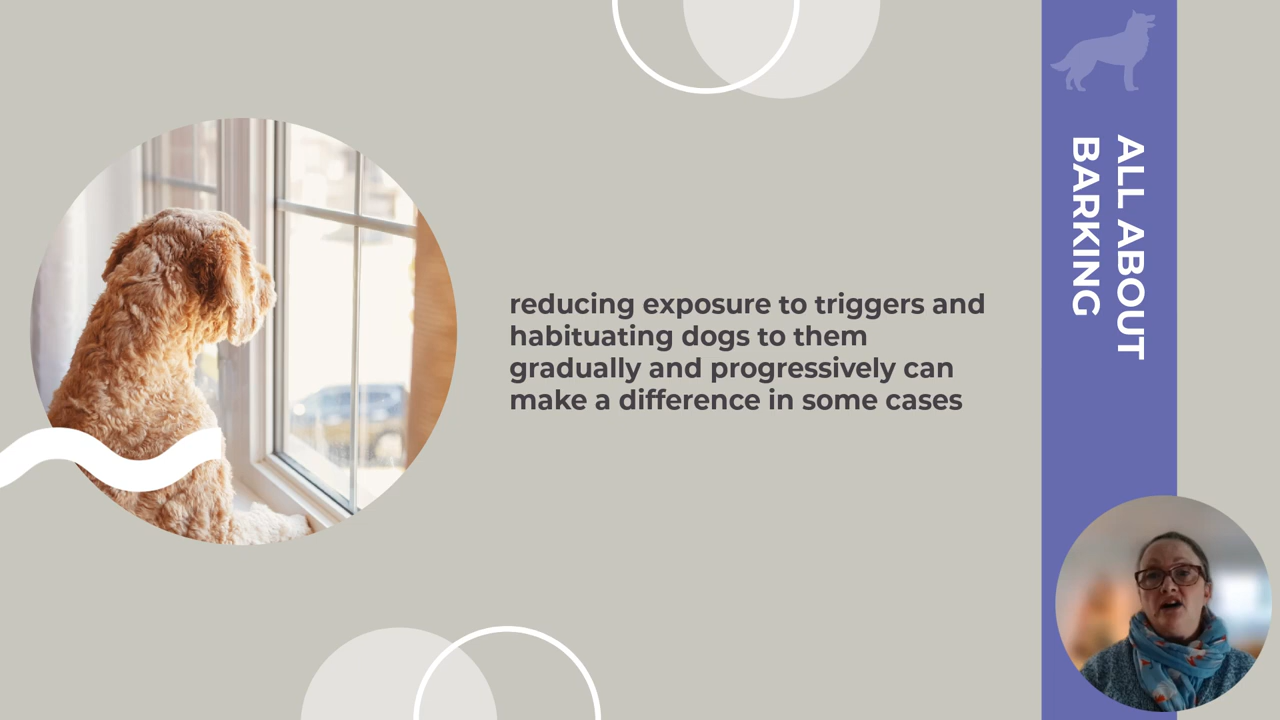 reducing exposure to triggers and
habituating dogs to them
gradually and progressively can
make a difference in some cases
ALL ABOUT
BARKING